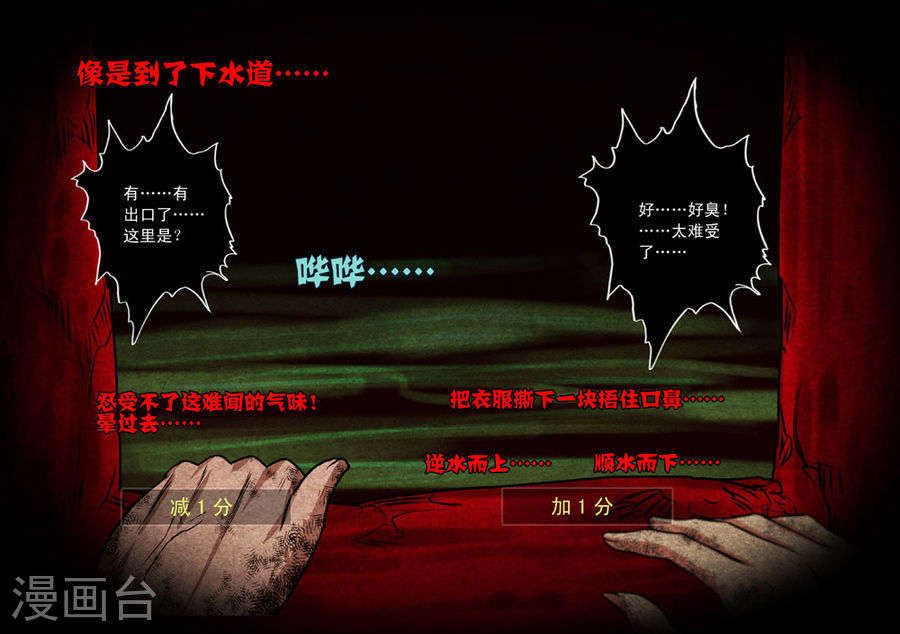 像是到了下水道……
有……有
出口了……
这里是？
好……好臭！
……太难受
了……
哗哗……
忍受不了这难闻的气味！
晕过去……
把衣服撕下一块捂住口鼻……
逆水而上……
顺水而下……
减1分
加1分
漫画台